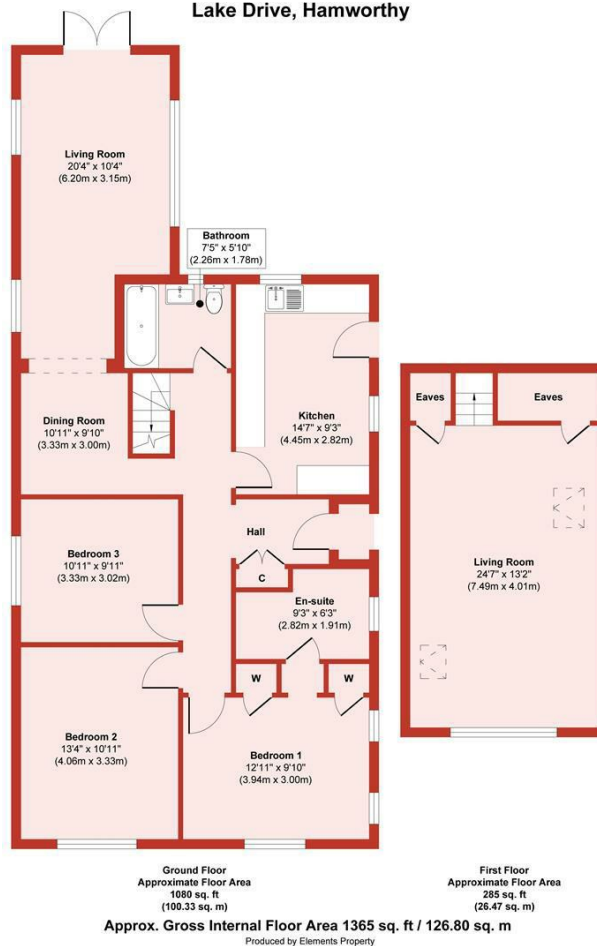 Lake Drive, Hamworthy
Living Room
20'4" x 10'4"
(6.20m x 3.15m)
Bathroom
7'5" x 5'10"
(2.26m x 1.78m)
Dining Room
10'11" x 9'10"
(3.33m x 3.00m)
Kitchen
14'7" x 9'3"
(4.45m x 2.82m)
Eaves
Eaves
Hall
C
Bedroom 3
10'11" x 9'11"
(3.33m x 3.02m)
En-suite
9'3" x 6'3"
(2.82m x 1.91m)
Living Room
24'7" x 13'2"
(7.49m x 4.01m)
W
W
Bedroom 2
13'4" x 10'11"
(4.06m x 3.33m)
Bedroom 1
12'11" x 9'10"
(3.94m x 3.00m)
Ground Floor
Approximate Floor Area
1080 sq. ft
(100.33 sq. m)
First Floor
Approximate Floor Area
285 sq. ft
(26.47 sq. m)
Approx. Gross Internal Floor Area 1365 sq. ft / 126.80 sq. m
Produced by Elements Property